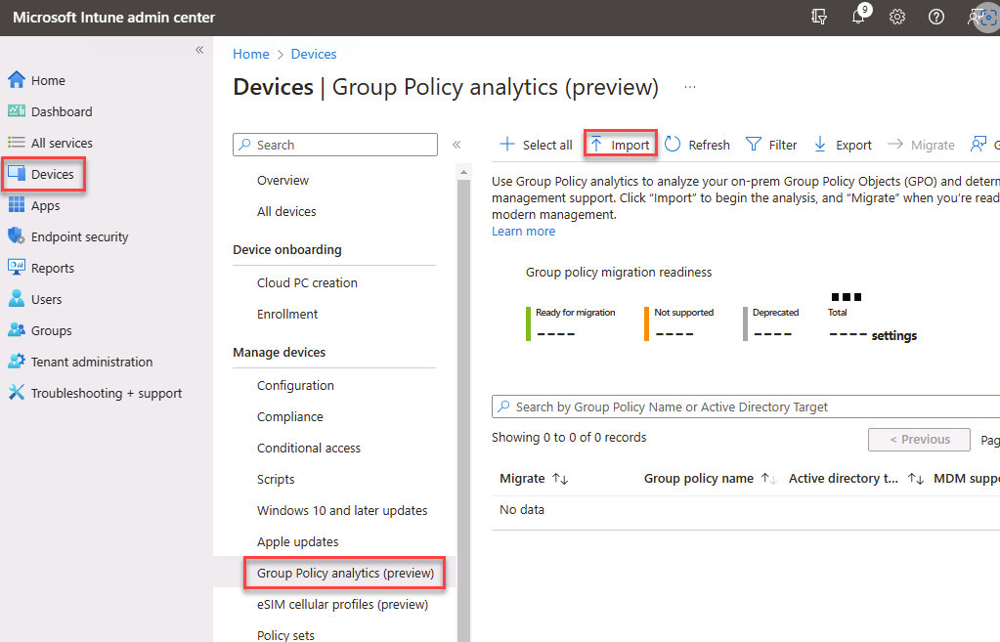 Microsoft Intune admin center
9
Home
Dashboard
All services
Devices
Apps
Endpoint security
Reports
Users
Groups
Tenant administration
Troubleshooting + support
Home > Devices
Devices | Group Policy analytics (preview) ...
Search
Overview
All devices
Device onboarding
Cloud PC creation
Enrollment
Manage devices
Configuration
Compliance
Conditional access
Scripts
Windows 10 and later updates
Apple updates
Group Policy analytics (preview)
eSIM cellular profiles (preview)
Policy sets
Select all Import Refresh Filter Export Migrate
Use Group Policy analytics to analyze your on-prem Group Policy Objects (GPO) and deterr
management support. Click “Import” to begin the analysis, and “Migrate” when you’re read
modern management.
Learn more
Group policy migration readiness
Ready for migration Not supported Deprecated Total
---- ---- ---- ---- settings
Search by Group Policy Name or Active Directory Target
Showing 0 to 0 of 0 records
< Previous Pag
Migrate Group policy name Active directory t... MDM suppo
No data